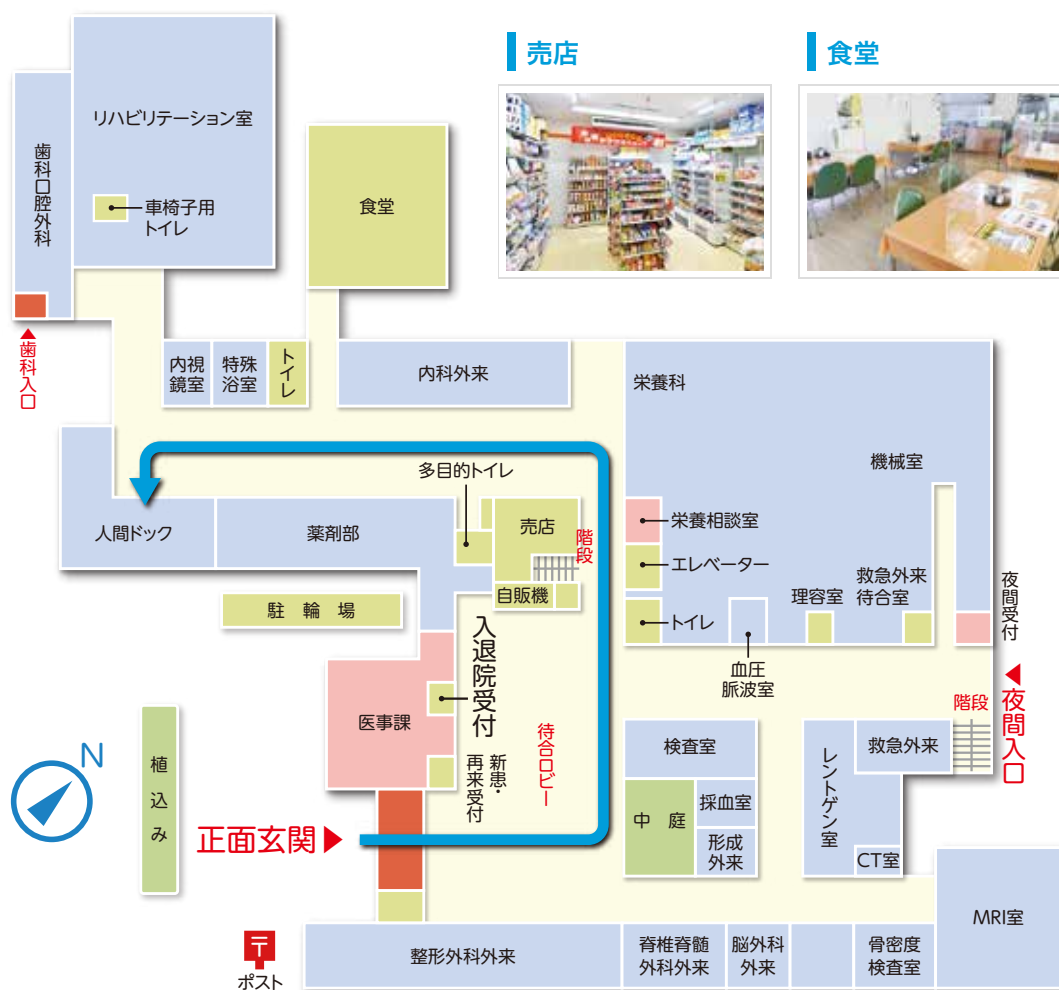 売店
食堂
リハビリテーション室
歯科口腔外科
車椅子用
トイレ
食堂
▲歯科入口
内視
鏡室
特殊
浴室
トイレ
内科外来
栄養科
機械室
多目的トイレ
人間ドック
薬剤部
売店
階段
自販機
栄養相談室
エレベーター
トイレ
理容室
救急外来
待合室
夜間受付
血圧
脈波室
駐輪場
入退院受付
医事課
新患・
再来受付
待合ロビー
◀夜間入口
階段
検査室
採血室
中庭
形成
外来
レントゲン室
救急外来
CT室
N
植込み
正面玄関▶
MRI室
整形外科外来
脊椎脊髄
外科外来
脳外科
外来
骨密度
検査室
〒
ポスト